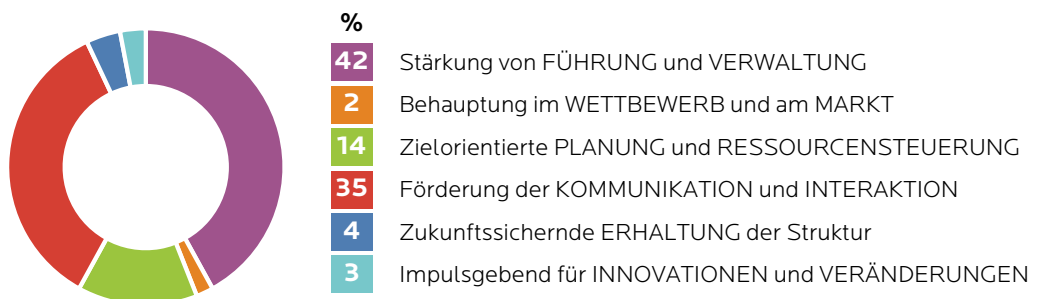 %
42 Stärkung von FÜHRUNG und VERWALTUNG
2 Behauptung im WETTBEWERB und am MARKT
14 Zielorientierte PLANUNG und RESSOURCENSTEUERUNG
35 Förderung der KOMMUNIKATION und INTERAKTION
4 Zukunftssichernde ERHALTUNG der Struktur
3 Impulsgebend für INNOVATIONEN und VERÄNDERUNGEN